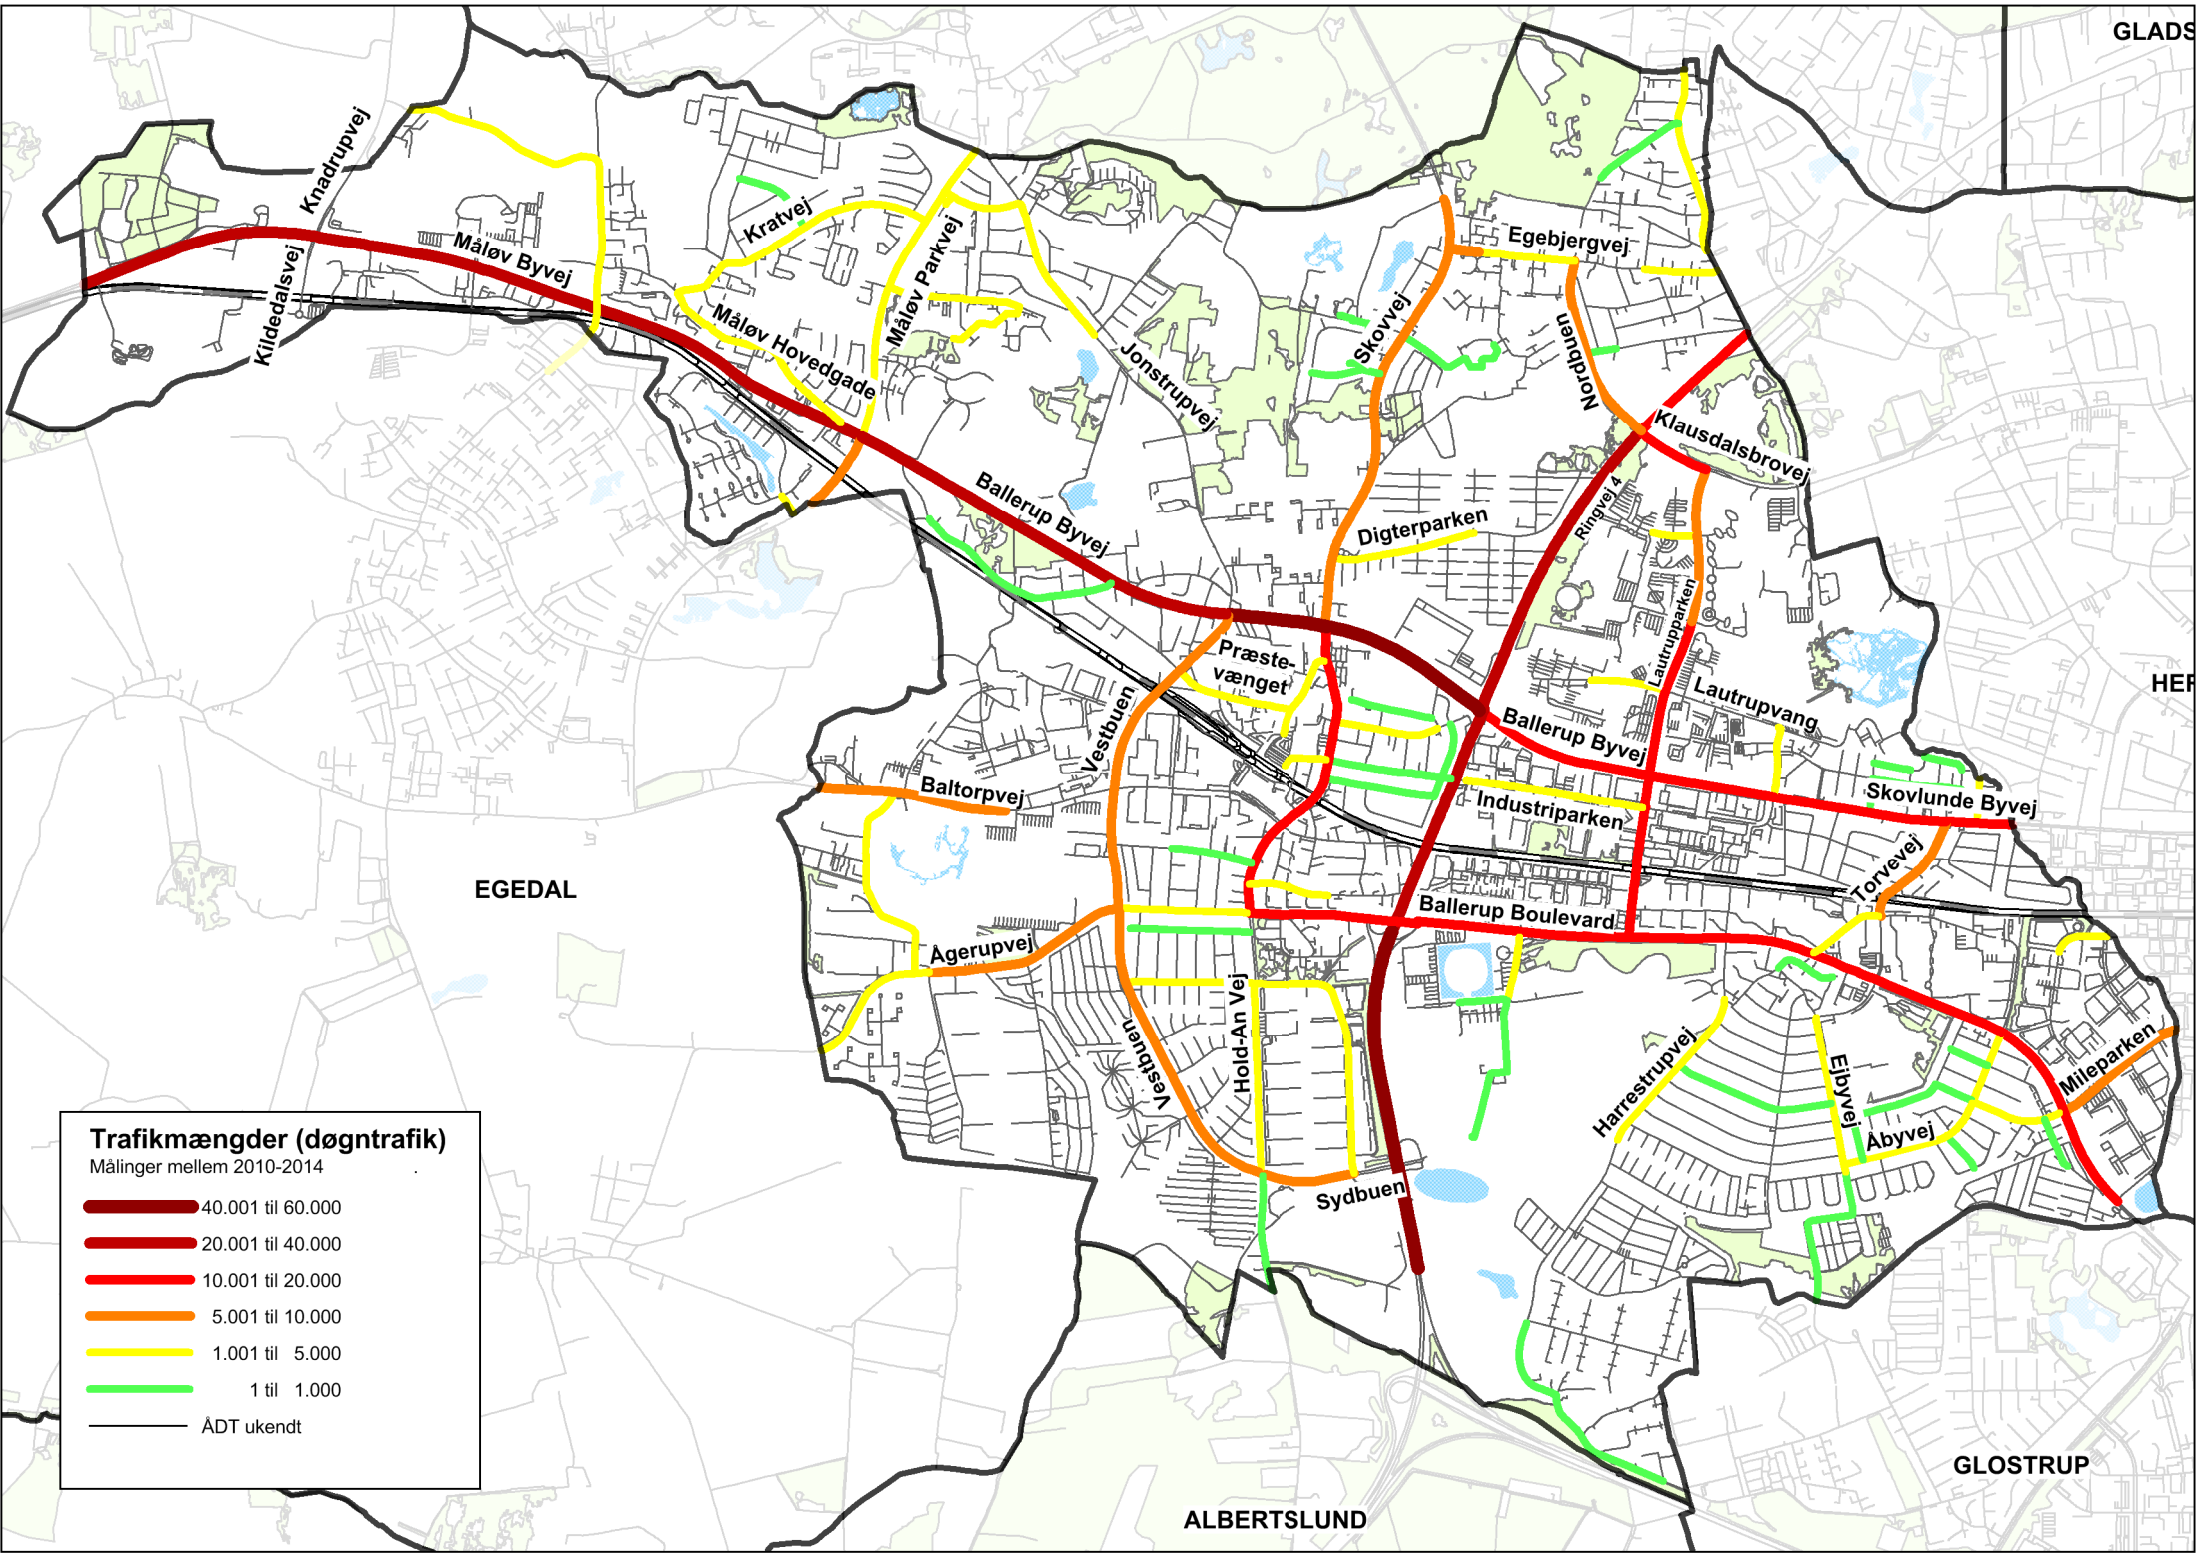 GLADS
Knadrupvej
Kratvej
Egebjergvej
Måløv Byvej
Kildedalsvej
Måløv Parkvej
Måløv Hovedgade
Skovvej
Nordbuen
Jonstrupvej
Klausdalsbrovej
Ballerup Byvej
Ringvej 4
Digterparken
Lautrupparken
Præste-
vænget
HER
Lautrupvang
Vestbuen
Ballerup Byvej
Baltorpvej
Industriparken
Skovlunde Byvej
Torvevej
EGEDAL
Ballerup Boulevard
Ågerupvej
Hold-An Vej
Vestbuen
Harrestrupvej
Ejbyvej
Mileparken
Åbyvej
Sydbuen
Trafikmængder (døgntrafik)
Målinger mellem 2010-2014
40.001 til 60.000
20.001 til 40.000
10.001 til 20.000
5.001 til 10.000
1.001 til 5.000
1 til 1.000
ÅDT ukendt
GLOSTRUP
ALBERTSLUND